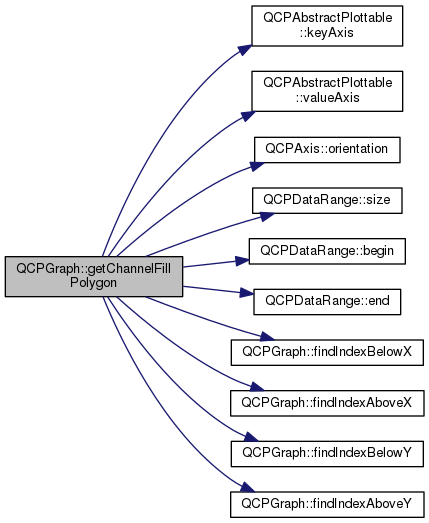 QCPAbstractPlottable
::keyAxis
QCPAbstractPlottable
::valueAxis
QCPAxis::orientation
QCPDataRange::size
QCPGraph::getChannelFill
Polygon
QCPDataRange::begin
QCPDataRange::end
QCPGraph::findIndexBelowX
QCPGraph::findIndexAboveX
QCPGraph::findIndexBelowY
QCPGraph::findIndexAboveY